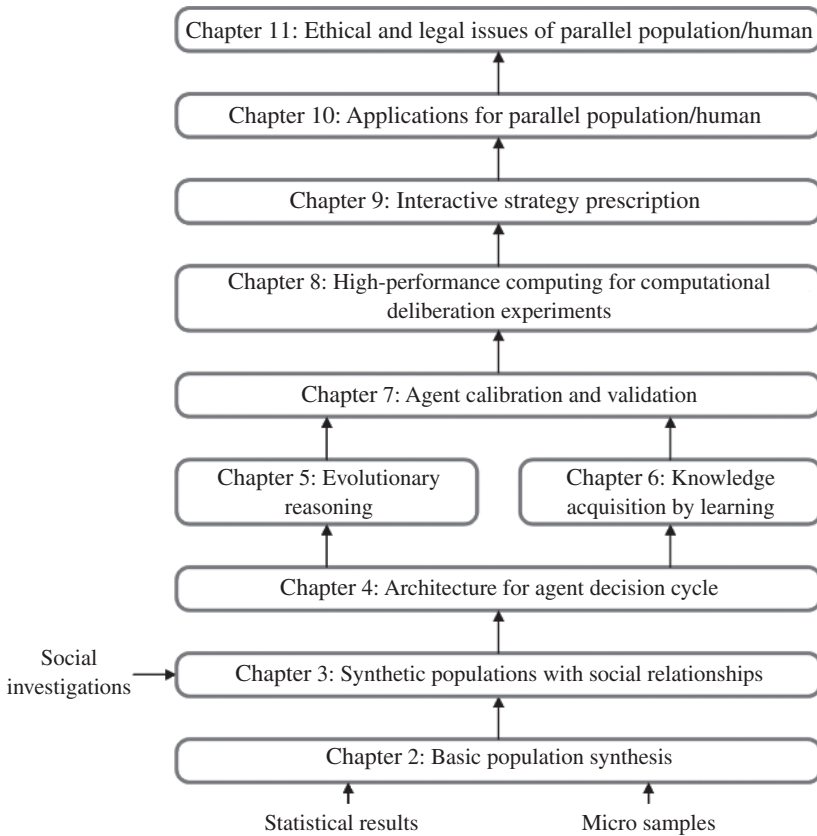 Chapter 11: Ethical and legal issues of parallel population/human
Chapter 10: Applications for parallel population/human
Chapter 9: Interactive strategy prescription
Chapter 8: High-performance computing for computational
deliberation experiments
Chapter 7: Agent calibration and validation
Chapter 5: Evolutionary
reasoning
Chapter 6: Knowledge
acquisition by learning
Chapter 4: Architecture for agent decision cycle
Social
investigations
Chapter 3: Synthetic populations with social relationships
Chapter 2: Basic population synthesis
Statistical results
Micro samples